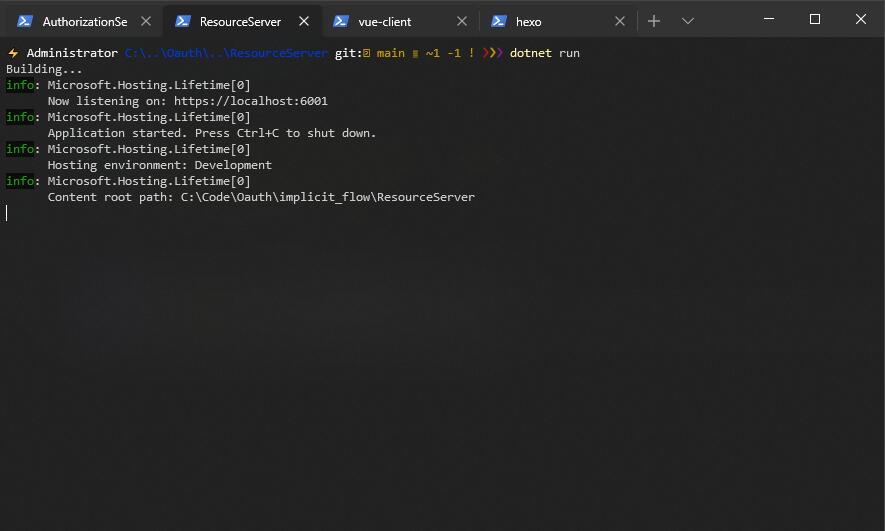 AuthorizationSe
ResourceServer
vue-client
hexo
Administrator C:\..\Oauth\..\ResourceServer git: main ≡ ~1 -1 ! ❯❯❯ dotnet run
Building...
info: Microsoft.Hosting.Lifetime[0]
Now listening on: https://localhost:6001
info: Microsoft.Hosting.Lifetime[0]
Application started. Press Ctrl+C to shut down.
info: Microsoft.Hosting.Lifetime[0]
Hosting environment: Development
info: Microsoft.Hosting.Lifetime[0]
Content root path: C:\Code\Oauth\implicit_flow\ResourceServer